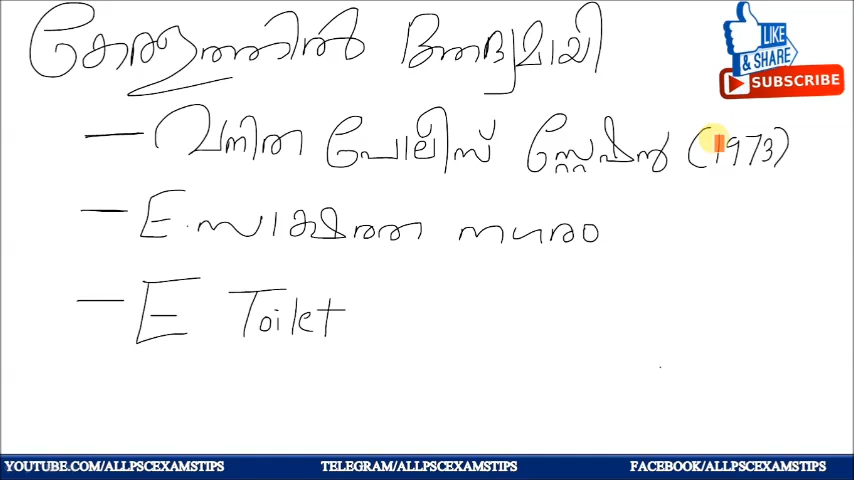 കേരളത്തിൽ ആദ്യമായി
LIKE
& SHARE
SUBSCRIBE
— വനിത പോലീസ് സ്റ്റേഷൻ (1973)
— E. സാക്ഷരത നഗരം
— E Toilet
YOUTUBE.COM/ALLPSCEXAMSTIPS TELEGRAM/ALLPSCEXAMSTIPS FACEBOOK/ALLPSCEXAMSTIPS